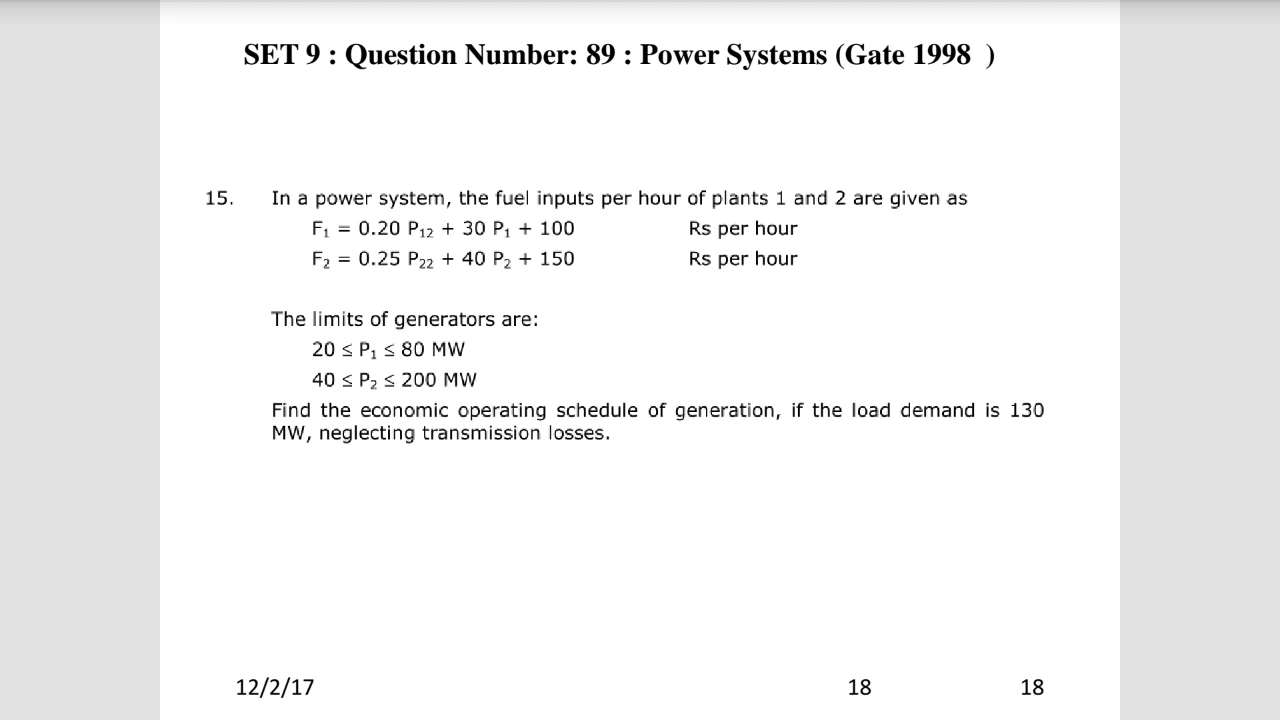 SET 9 : Question Number: 89 : Power Systems (Gate 1998 )
15. In a power system, the fuel inputs per hour of plants 1 and 2 are given as
F₁ = 0.20 P₁₂ + 30 P₁ + 100 Rs per hour
F₂ = 0.25 P₂₂ + 40 P₂ + 150 Rs per hour
The limits of generators are:
20 ≤ P₁ ≤ 80 MW
40 ≤ P₂ ≤ 200 MW
Find the economic operating schedule of generation, if the load demand is 130
MW, neglecting transmission losses.
12/2/17 18 18